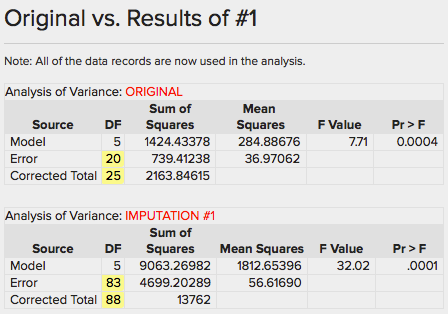 Original vs. Results of #1
Note: All of the data records are now used in the analysis.
Analysis of Variance: ORIGINAL
Sum of Mean
Source DF Squares Squares F Value Pr > F
Model 5 1424.43378 284.88676 7.71 0.0004
Error 20 739.41238 36.97062
Corrected Total 25 2163.84615
Analysis of Variance: IMPUTATION #1
Sum of
Source DF Squares Mean Squares F Value Pr > F
Model 5 9063.26982 1812.65396 32.02 .0001
Error 83 4699.20289 56.61690
Corrected Total 88 13762